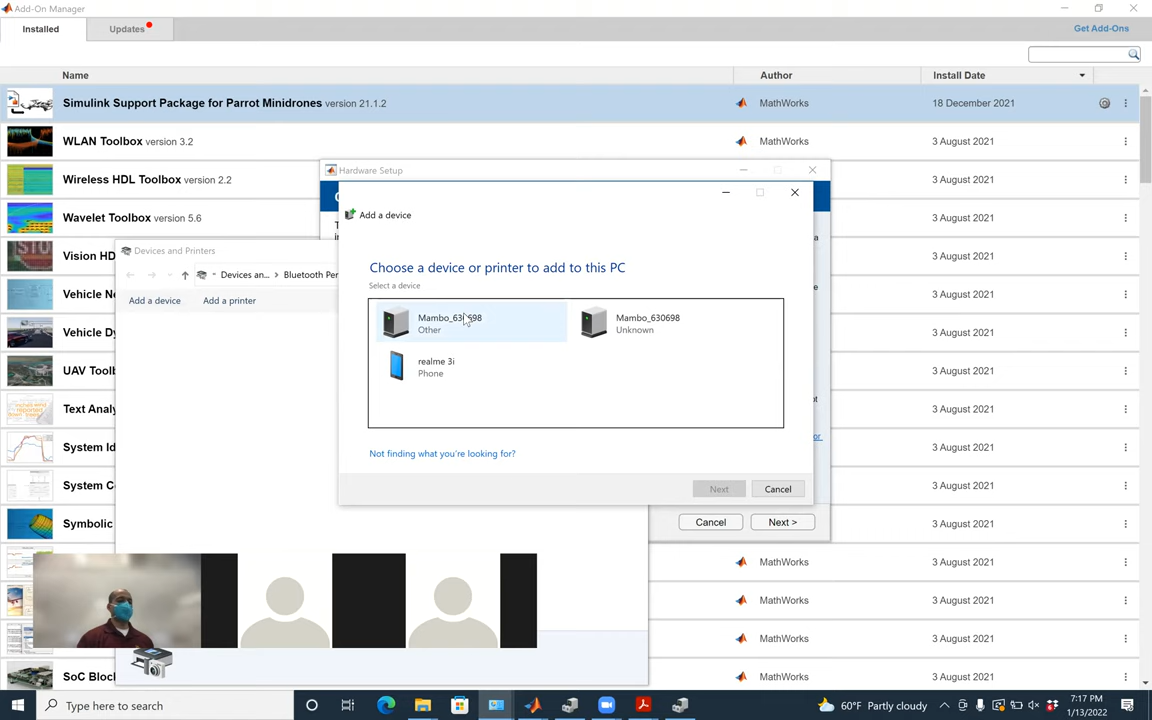 Add-On Manager
Installed
Updates
Get Add-Ons
Name
Author
Install Date
Simulink Support Package for Parrot Minidrones version 21.1.2
MathWorks
18 December 2021
WLAN Toolbox version 3.2
MathWorks
3 August 2021
Wireless HDL Toolbox version 2.2
MathWorks
3 August 2021
Wavelet Toolbox version 5.6
MathWorks
3 August 2021
Vision HD
3 August 2021
Vehicle Ne
3 August 2021
Vehicle Dy
3 August 2021
UAV Toolb
3 August 2021
Text Analy
3 August 2021
System Id
3 August 2021
System C
3 August 2021
Symbolic
3 August 2021
MathWorks
3 August 2021
MathWorks
3 August 2021
MathWorks
3 August 2021
SoC Bloc
MathWorks
3 August 2021
Hardware Setup
Cancel
Next >
Devices and Printers
Devices an...
Bluetooth Per
Add a device
Add a printer
Add a device
Choose a device or printer to add to this PC
Select a device
Mambo_630698
Other
Mambo_630698
Unknown
realme 3i
Phone
Not finding what you're looking for?
Next
Cancel
Type here to search
60°F Partly cloudy
7:17 PM
1/13/2022